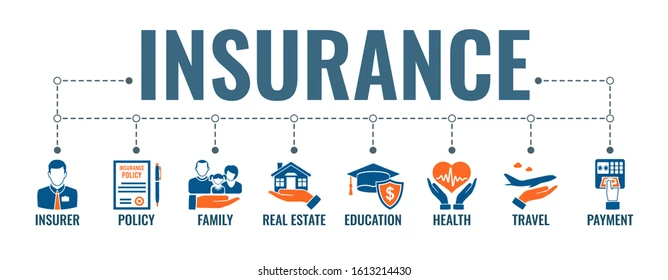 INSURANCE
INSURANCE
POLICY
INSURER
POLICY
FAMILY
REAL ESTATE
EDUCATION
HEALTH
TRAVEL
PAYMENT
$
shutterstock.com · 1613214430